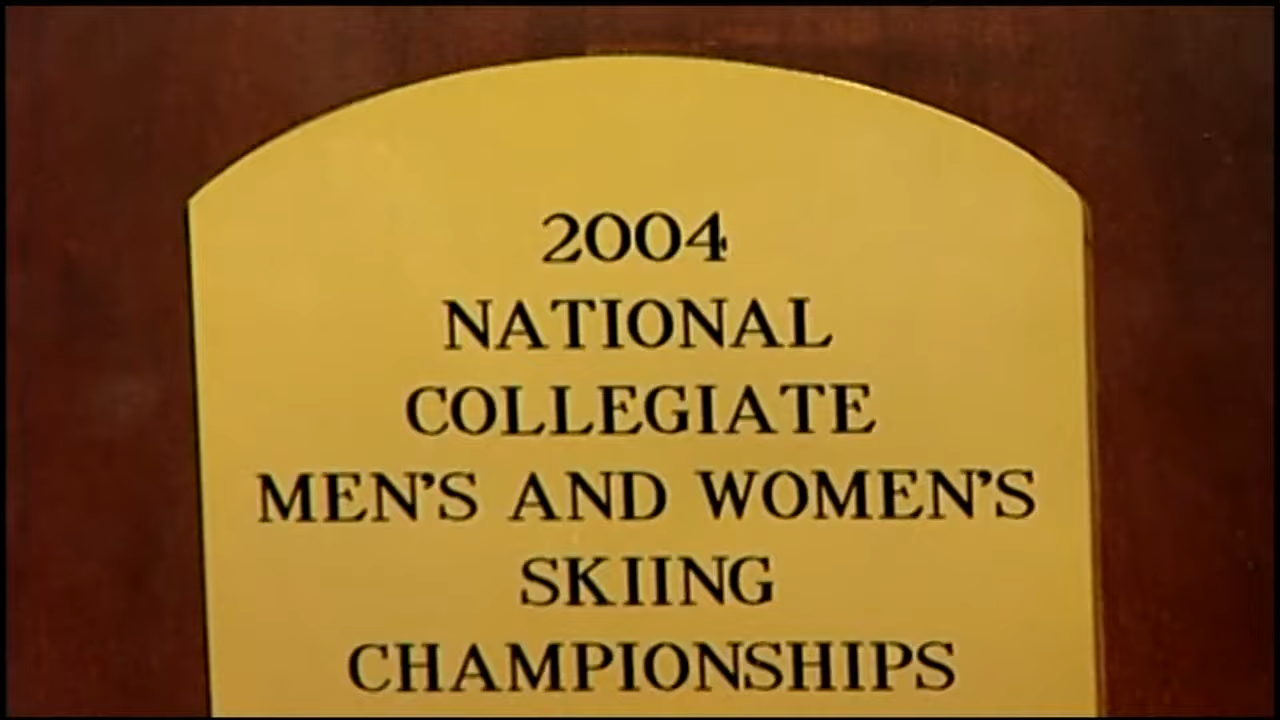 2004
NATIONAL
COLLEGIATE
MEN'S AND WOMEN'S
SKIING
CHAMPIONSHIPS